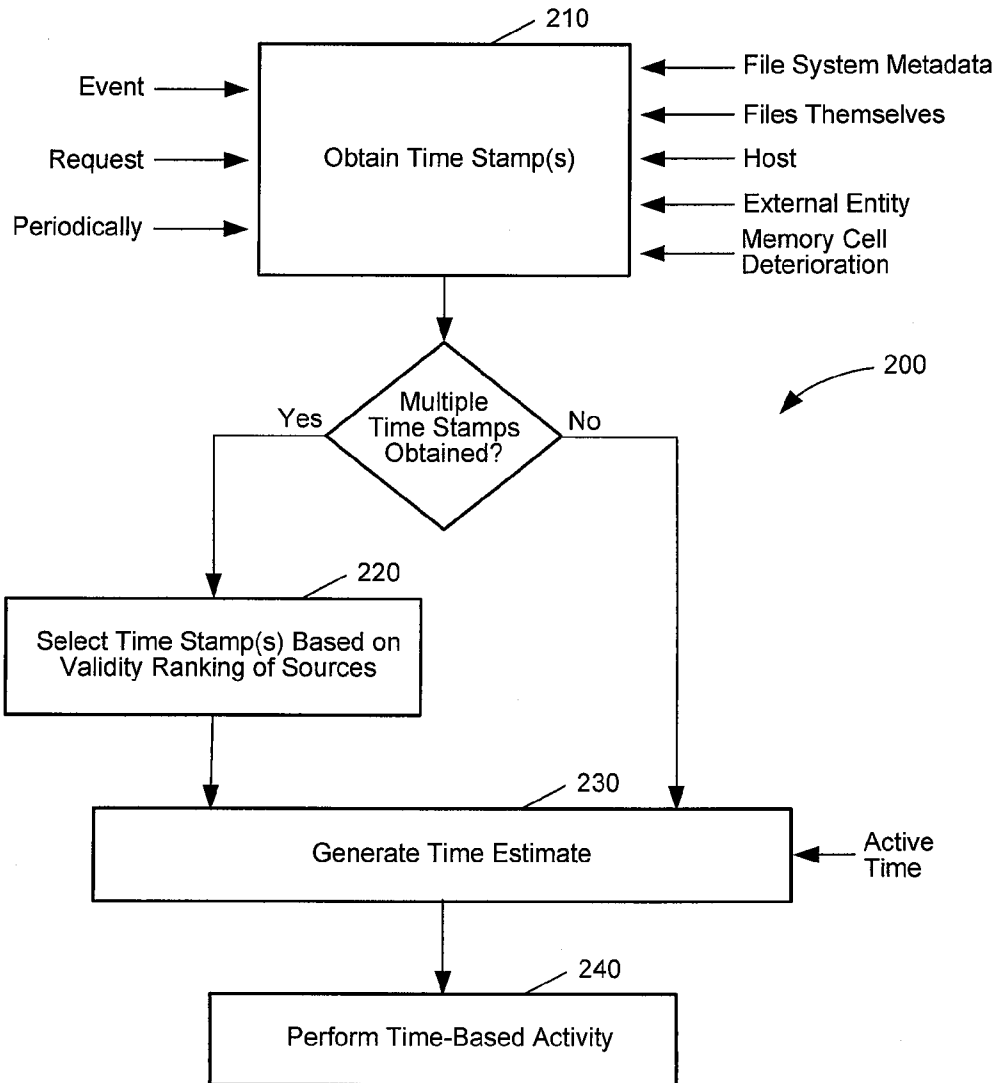 210
Event
Request
Periodically
Obtain Time Stamp(s)
File System Metadata
Files Themselves
Host
External Entity
Memory Cell
Deterioration
200
Yes
Multiple
Time Stamps
Obtained?
No
220
Select Time Stamp(s) Based on
Validity Ranking of Sources
230
Generate Time Estimate
Active
Time
240
Perform Time-Based Activity